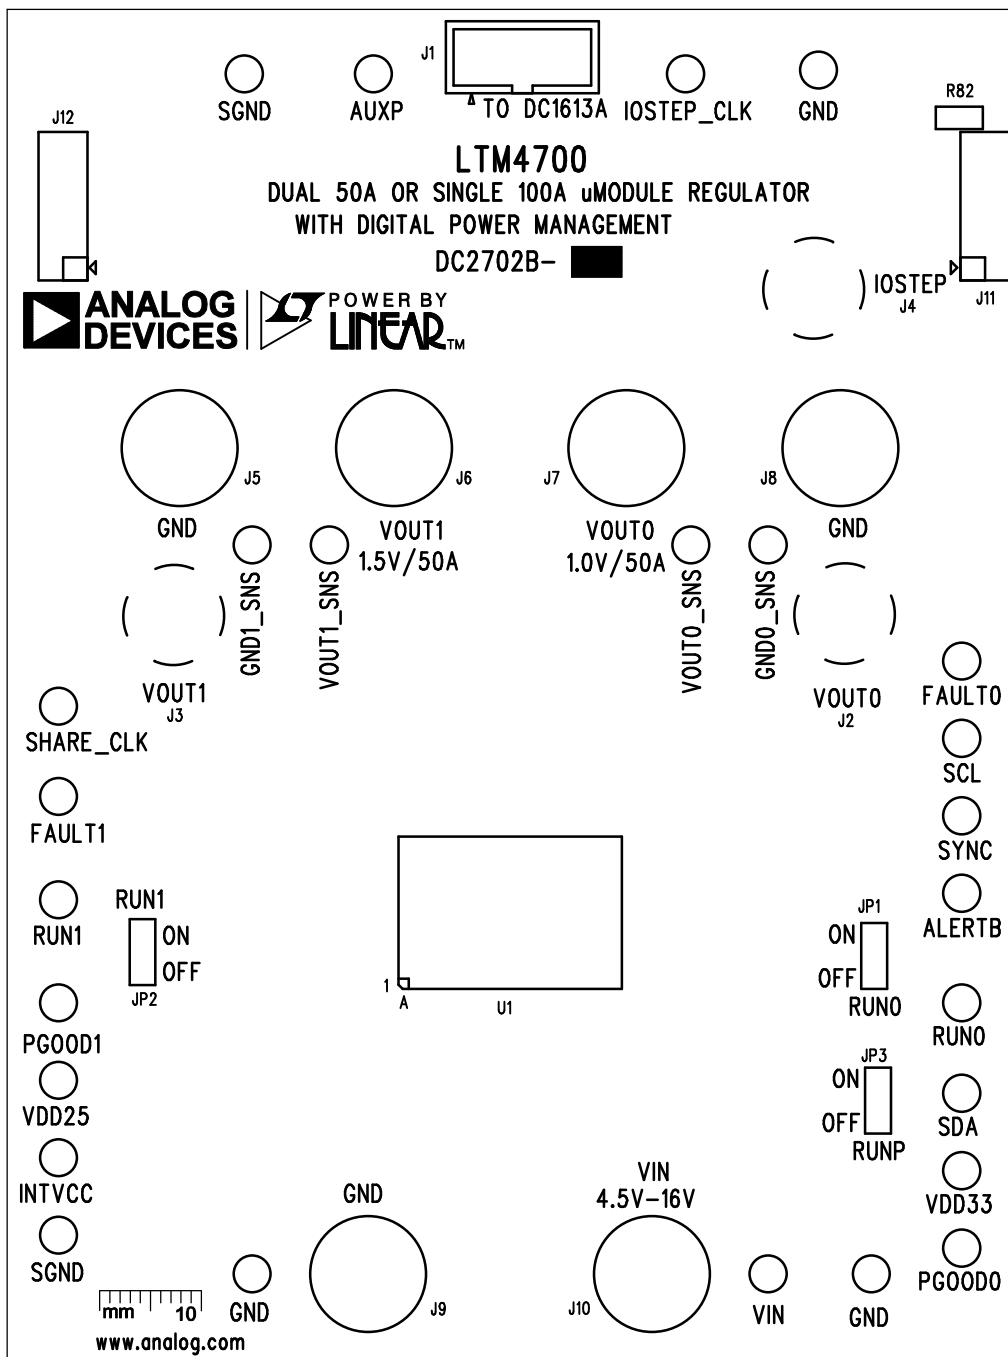 J1
SGND
AUXP
TO DC1613A
IOSTEP_CLK
GND
R82
J12
LTM4700
DUAL 50A OR SINGLE 100A uMODULE REGULATOR
WITH DIGITAL POWER MANAGEMENT
DC2702B-
IOSTEP
J4
J11
ANALOG
DEVICES
POWER BY
LINEAR TM
J5
J6
J7
J8
GND
VOUT1
1.5V/50A
VOUT0
1.0V/50A
GND
GND1_SNS
VOUT1_SNS
VOUT0_SNS
GND0_SNS
VOUT1
J3
VOUT0
J2
FAULT0
SHARE_CLK
SCL
FAULT1
SYNC
RUN1
RUN1
ON
OFF
JP2
JP1
ON
OFF
RUN0
ALERTB
1
A
U1
PGOOD1
RUN0
JP3
ON
OFF
RUNP
VDD25
SDA
INTVCC
GND
VIN
4.5V-16V
VDD33
SGND
PGOOD0
mm 10
GND
J9
J10
VIN
GND
www.analog.com